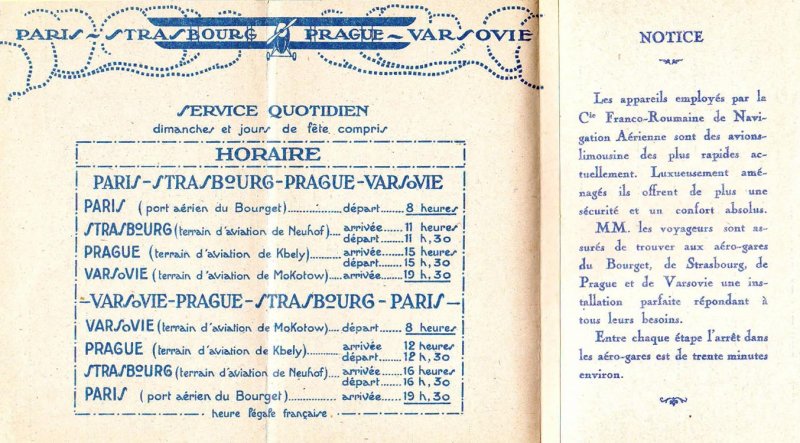 PARIS - STRASBOURG PRAGUE - VARSOVIE
SERVICE QUOTIDIEN
dimanches et jours de fête compris
HORAIRE
PARIS-STRASBOURG-PRAGUE-VARSOVIE
PARIS (port aérien du Bourget)..............départ....... 8 heures
STRASBOURG (terrain d'aviation de Neuhof)...arrivée......11 heures
départ.......11 h,30
PRAGUE (terrain d'aviation de Kbely)........arrivée......15 heures
départ.......15 h,30
VARSOVIE (terrain d'aviation de MoKotow)....arrivée...19 h,30
-VARSOVIE-PRAGUE-STRASBOURG-PARIS-
VARSOVIE (terrain d'aviation de MoKotow)....départ...... 8 heures
PRAGUE (terrain d'aviation de Kbely)..........arrivée 12 heures
départ.......12 h,30
STRASBOURG (terrain d'aviation de Neuhof)...arrivée......16 heures
départ.......16 h,30
PARIS (port aérien du Bourget)..............arrivée......19 h,30
heure légale française
NOTICE
Les appareils employés par la
Cie Franco-Roumaine de Navi-
gation Aérienne sont des avions-
limousine des plus rapides ac-
tuellement. Luxueusement amé-
nagés ils offrent de plus une
sécurité et un confort absolus.
MM. les voyageurs sont as-
surés de trouver aux aéro-gares
du Bourget, de Strasbourg, de
Prague et de Varsovie une ins-
tallation parfaite répondant à
tous leurs besoins.
Entre chaque étape l'arrêt dans
les aéro-gares est de trente minutes
environ.